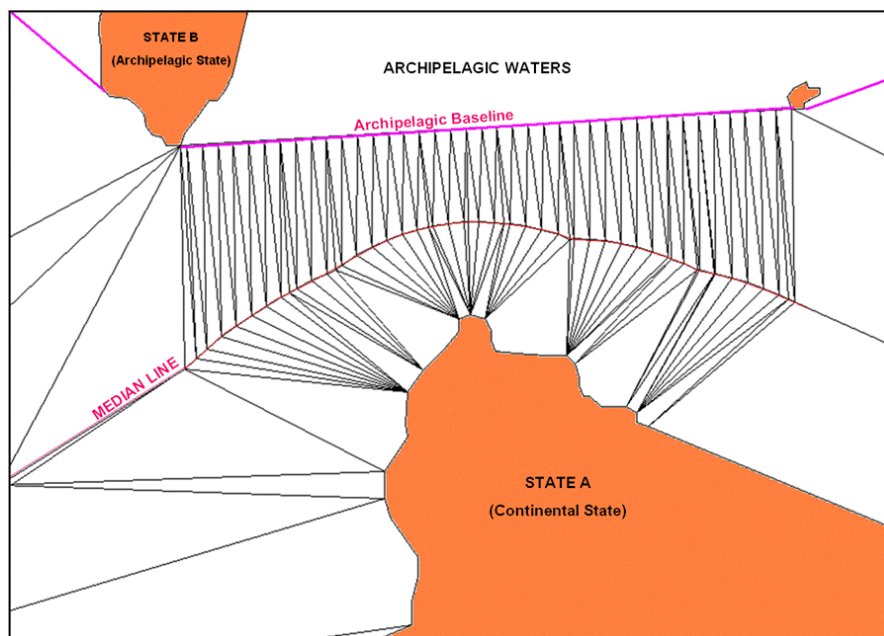 STATE B
(Archipelagic State)
ARCHIPELAGIC WATERS
Archipelagic Baseline
MEDIAN LINE
STATE A
(Continental State)